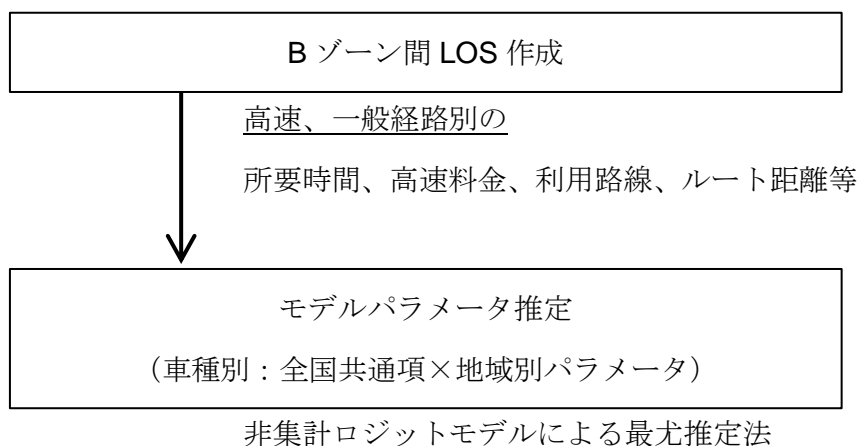 B ゾーン間 LOS 作成
高速、一般経路別の
所要時間、高速料金、利用路線、ルート距離等
モデルパラメータ推定
（車種別：全国共通項×地域別パラメータ）
非集計ロジットモデルによる最尤推定法